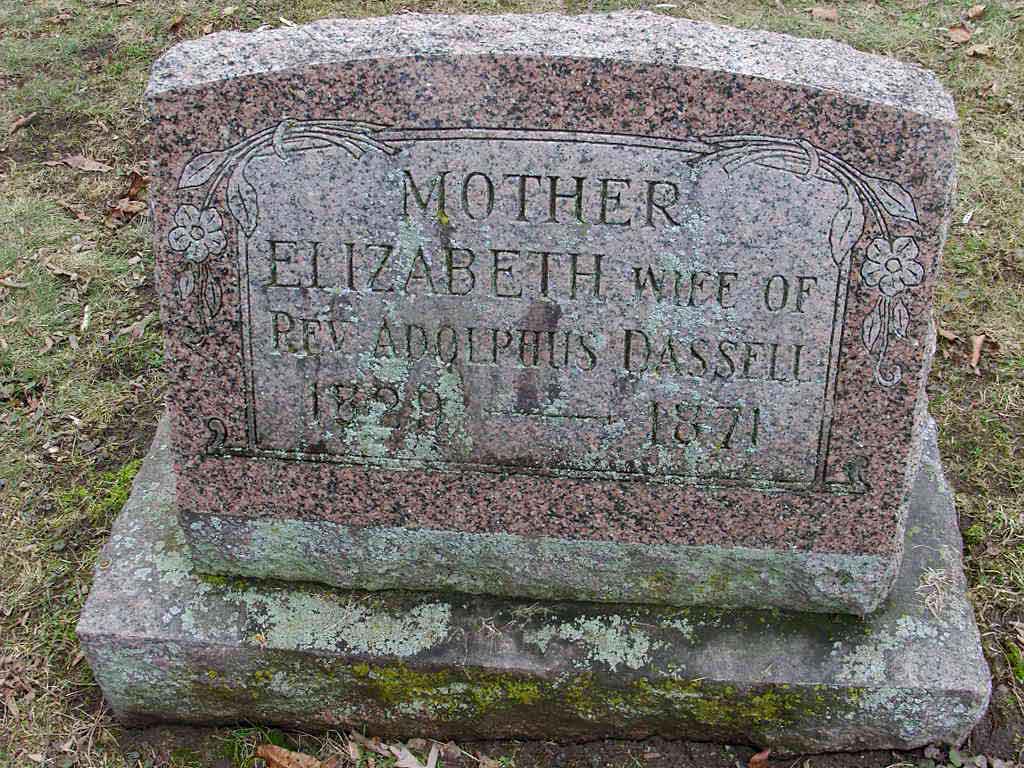 MOTHER
ELIZABETH WIFE OF
REV ADOLPHUS DASSELL
1829 — 1871